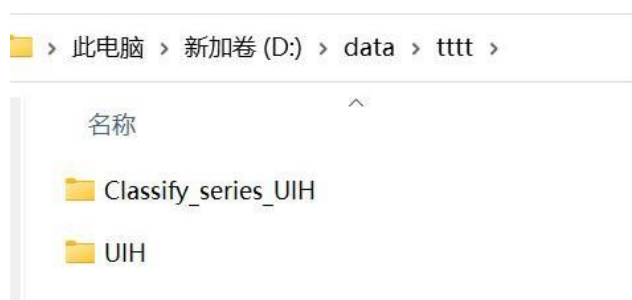 此电脑 > 新加卷 (D:) > data > tttt >
名称
Classify_series_UIH
UIH